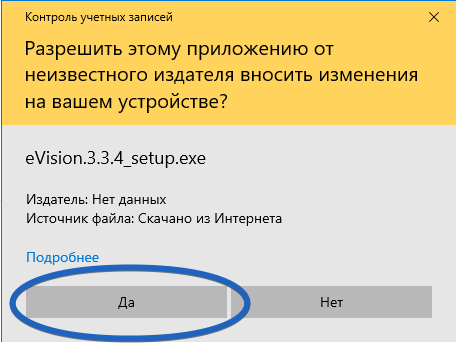 Контроль учетных записей
Разрешить этому приложению от
неизвестного издателя вносить изменения
на вашем устройстве?
eVision.3.3.4_setup.exe
Издатель: Нет данных
Источник файла: Скачано из Интернета
Подробнее
Да
Нет